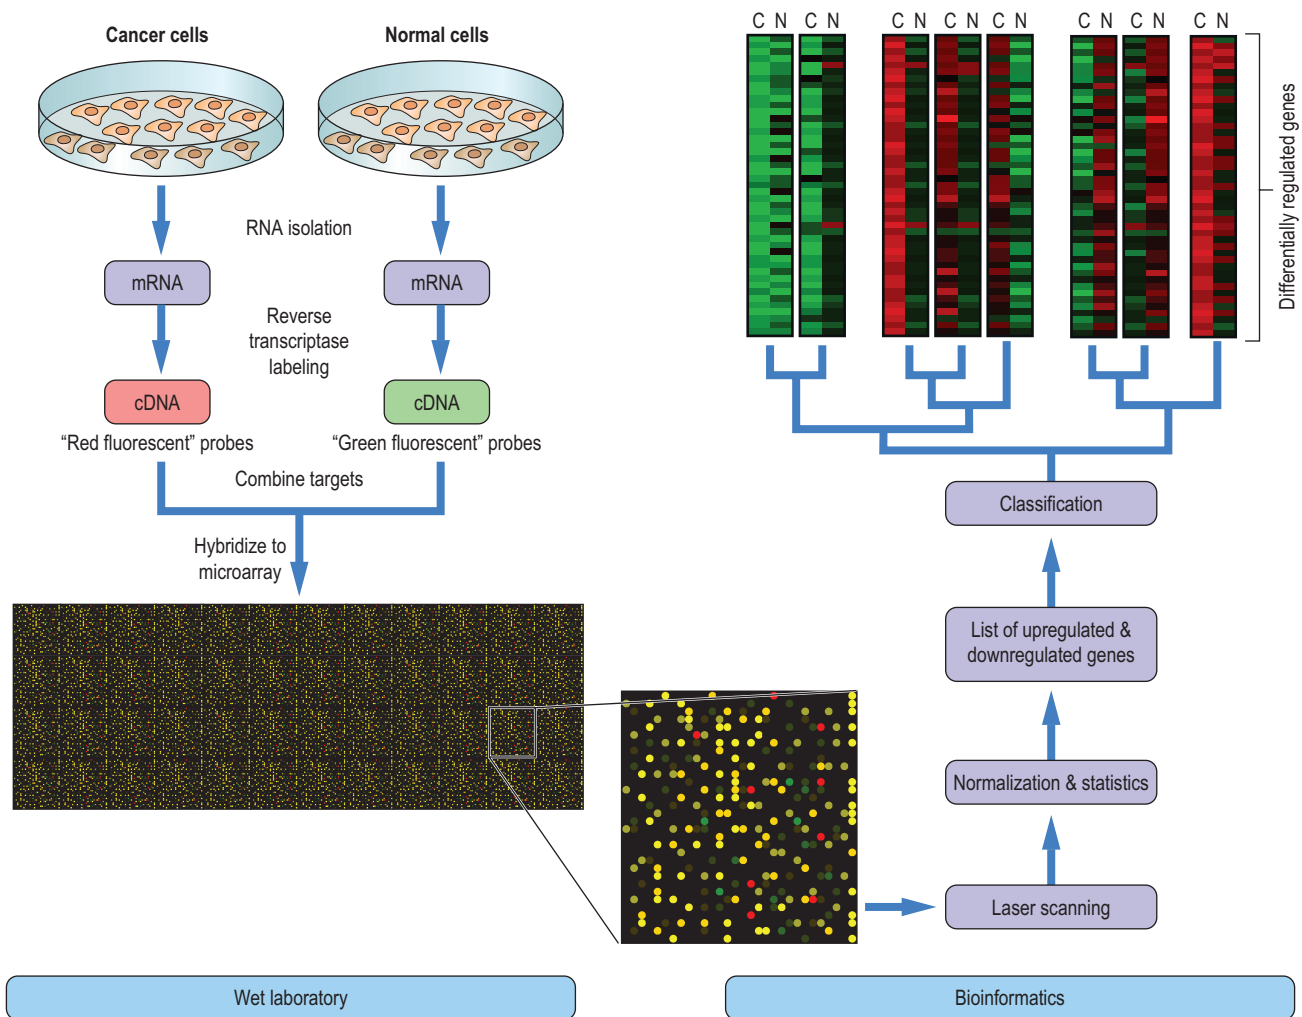 Cancer cells
Normal cells
RNA isolation
mRNA
mRNA
Reverse
transcriptase
labeling
cDNA
cDNA
“Red fluorescent” probes
“Green fluorescent” probes
Combine targets
Hybridize to
microarray
Wet laboratory
C N
C N
C N
C N
C N
C N
C N
C N
Differentially regulated genes
Classification
List of upregulated &
downregulated genes
Normalization & statistics
Laser scanning
Bioinformatics